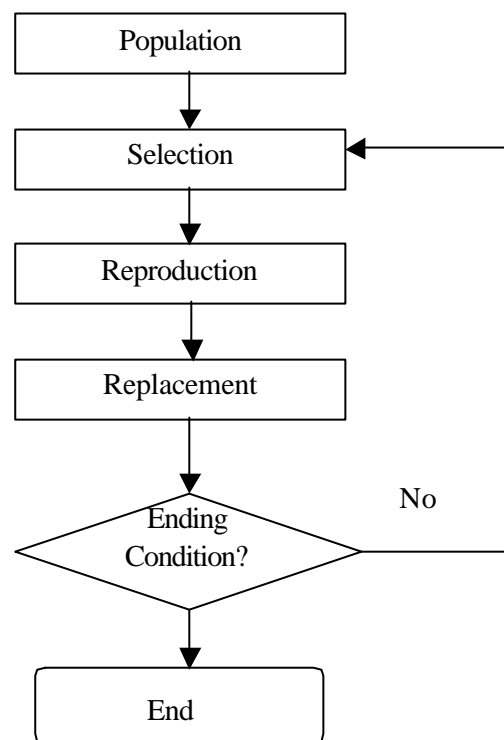 Population
Selection
Reproduction
Replacement
No
Ending
Condition?
End